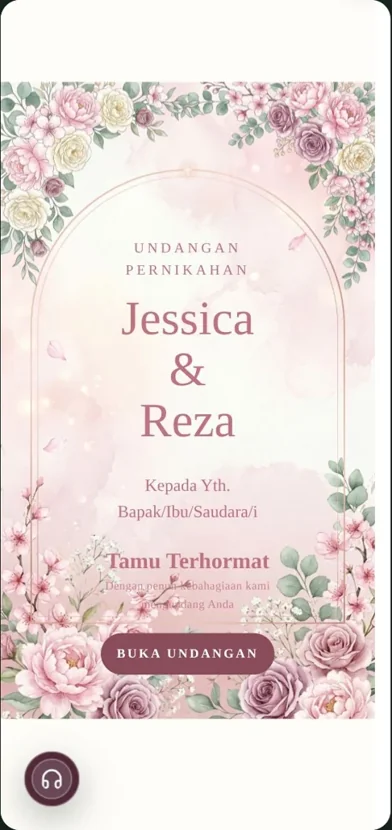 UNDANGAN
PERNIKAHAN
Jessica
&
Reza
Kepada Yth.
Bapak/Ibu/Saudara/i
Tamu Terhormat
Dengan penuh kebahagiaan kami
mengundang Anda
BUKA UNDANGAN